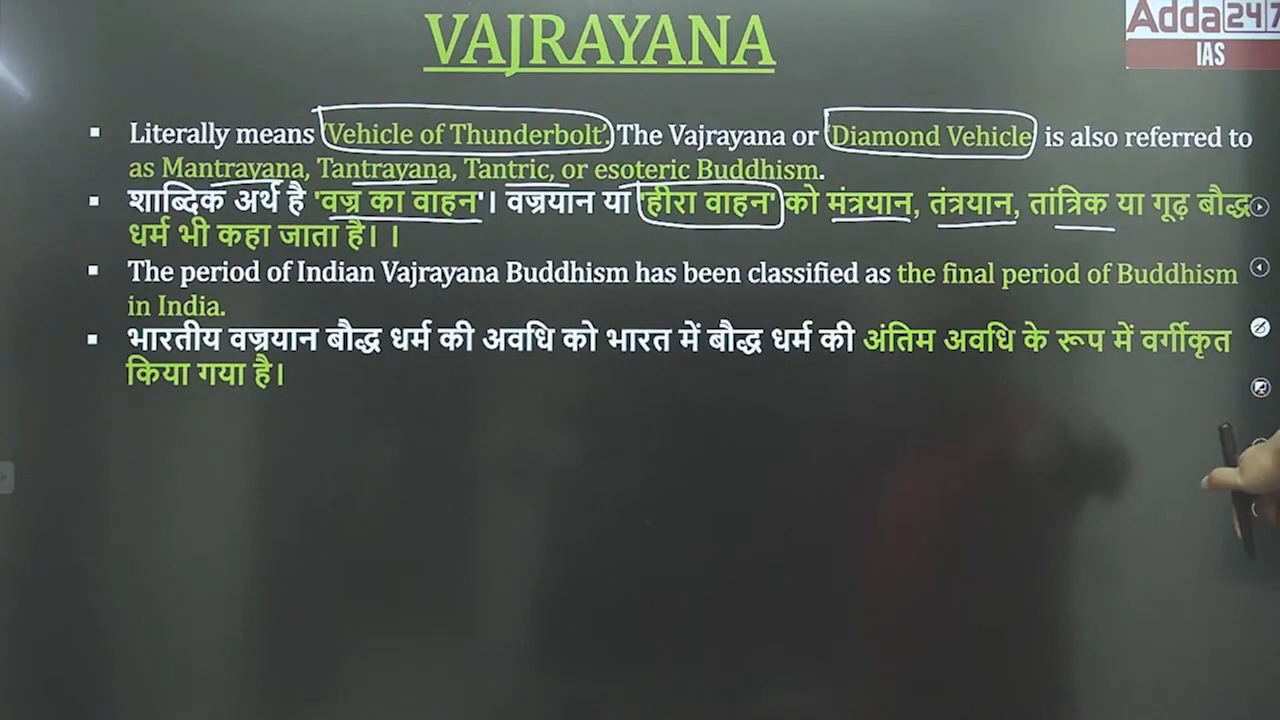 VAJRAYANA
Adda247
IAS
▪ Literally means 'Vehicle of Thunderbolt'. The Vajrayana or 'Diamond Vehicle' is also referred to
as Mantrayana, Tantrayana, Tantric, or esoteric Buddhism.
▪ शाब्दिक अर्थ है 'वज्र का वाहन'। वज्रयान या 'हीरा वाहन' को मंत्रयान, तंत्रयान, तांत्रिक या गूढ़ बौद्ध
धर्म भी कहा जाता है। ।
▪ The period of Indian Vajrayana Buddhism has been classified as the final period of Buddhism
in India.
▪ भारतीय वज्रयान बौद्ध धर्म की अवधि को भारत में बौद्ध धर्म की अंतिम अवधि के रूप में वर्गीकृत
किया गया है।